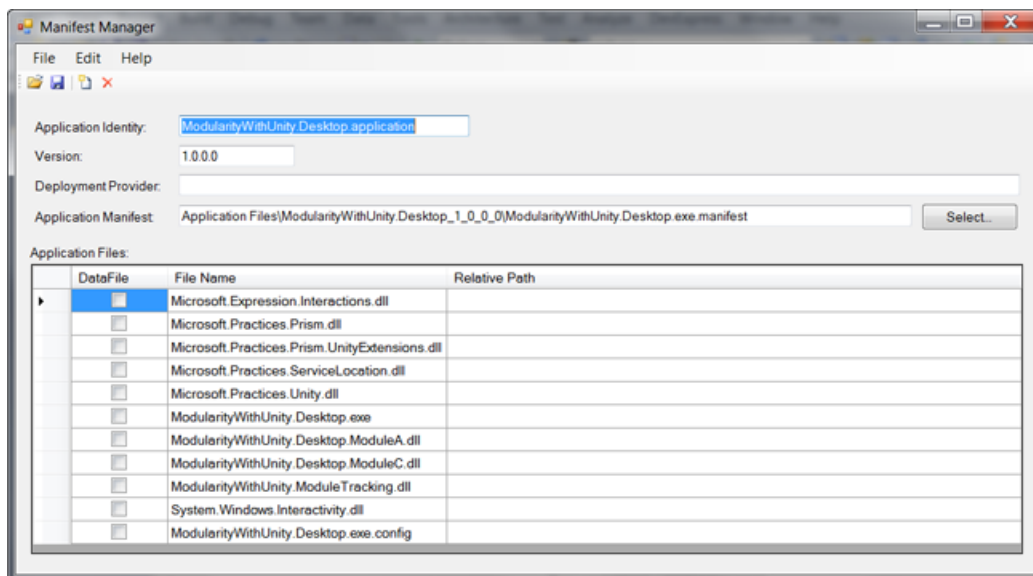 Manifest Manager
File Edit Help
Application Identity: ModularityWithUnity.Desktop.application
Version: 1.0.0.0
Deployment Provider:
Application Manifest: Application Files\ModularityWithUnity.Desktop_1_0_0_0\ModularityWithUnity.Desktop.exe.manifest Select..
Application Files:
DataFile File Name Relative Path
Microsoft.Expression.Interactions.dll
Microsoft.Practices.Prism.dll
Microsoft.Practices.Prism.UnityExtensions.dll
Microsoft.Practices.ServiceLocation.dll
Microsoft.Practices.Unity.dll
ModularityWithUnity.Desktop.exe
ModularityWithUnity.Desktop.ModuleA.dll
ModularityWithUnity.Desktop.ModuleC.dll
ModularityWithUnity.ModuleTracking.dll
System.Windows.Interactivity.dll
ModularityWithUnity.Desktop.exe.config